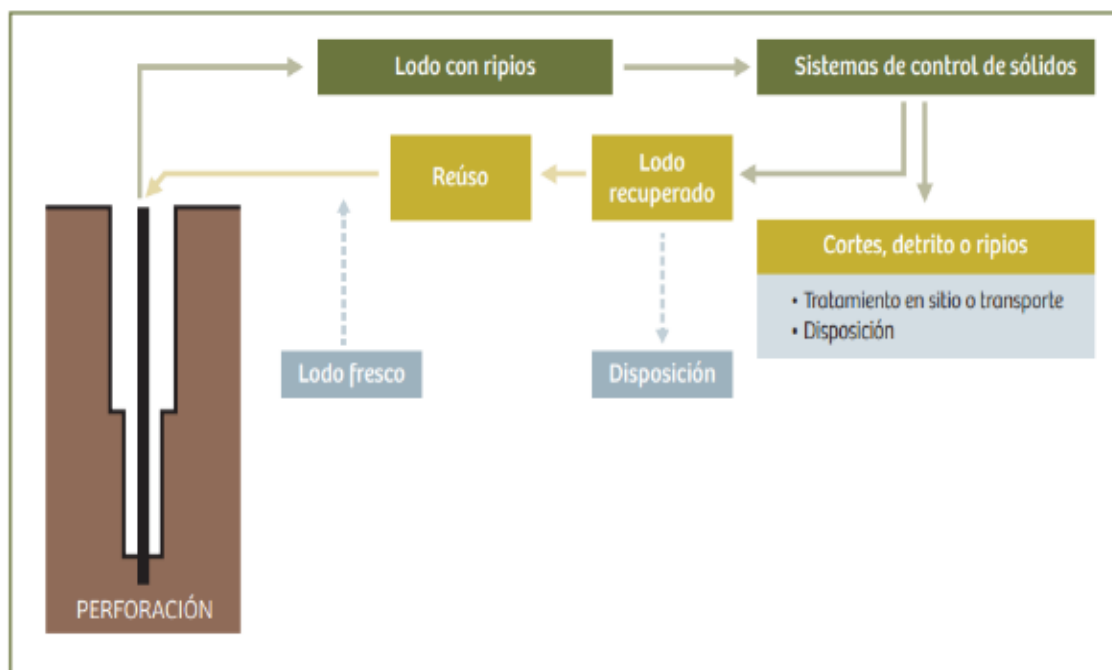 Lodo con ripios
Sistemas de control de sólidos
Reúso
Lodo
recuperado
Cortes, detrito o ripios
• Tratamiento en sitio o transporte
• Disposición
Lodo fresco
Disposición
PERFORACIÓN